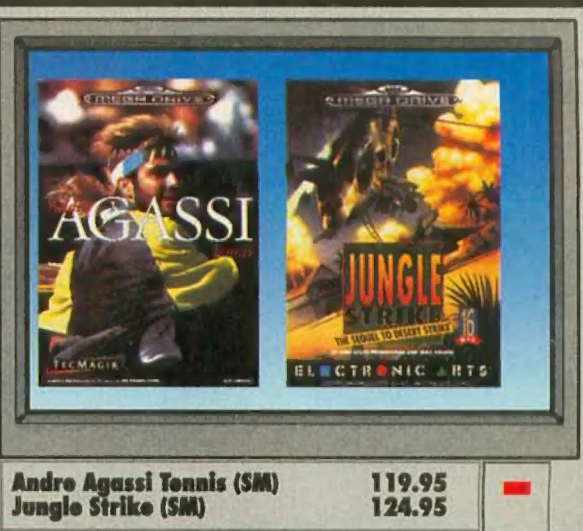 MEGA DRIVE
AGASSI
TENNIS
TECMAGIK
MEGA DRIVE
JUNGLE
STRIKE
THE SEQUEL TO DESERT STRIKE
16
ELECTRONIC ARTS
Andre Agassi Tennis (SM) 119.95
Jungle Strike (SM) 124.95